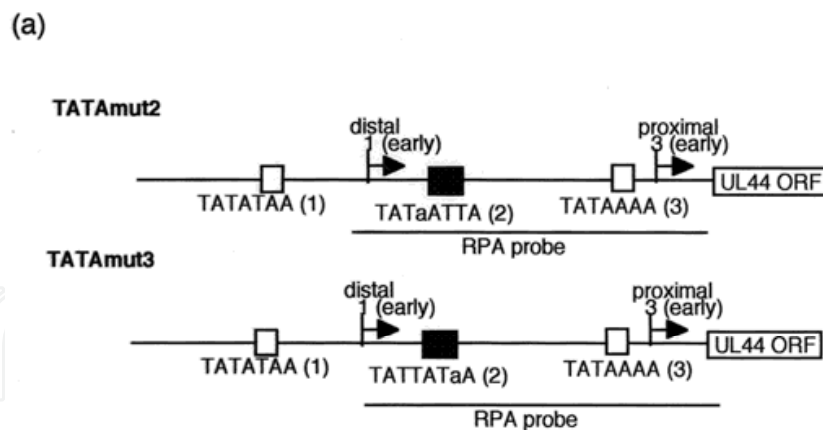 (a)
TATAmut2
distal
1 (early)
proximal
3 (early)
UL44 ORF
TATATAA (1)
TATaATTA (2)
TATAAAA (3)
RPA probe
TATAmut3
distal
1 (early)
proximal
3 (early)
UL44 ORF
TATATAA (1)
TATTATaA (2)
TATAAAA (3)
RPA probe